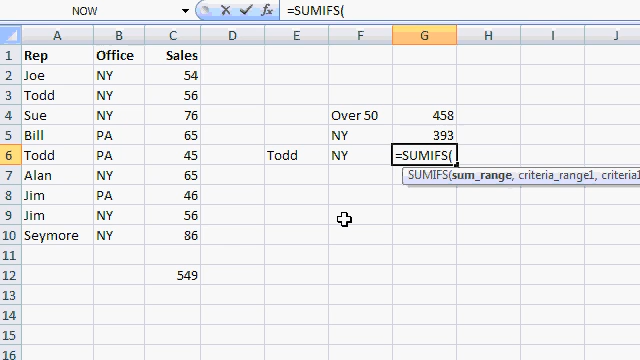 NOW =SUMIFS(
A B C D E F G H I J
1 Rep Office Sales
2 Joe NY 54
3 Todd NY 56
4 Sue NY 76 Over 50 458
5 Bill PA 65 NY 393
6 Todd PA 45 Todd NY =SUMIFS(
SUMIFS(sum_range, criteria_range1, criteria1
7 Alan NY 65
8 Jim PA 46
9 Jim NY 56
10 Seymore NY 86
11
12 549
13
14
15
16